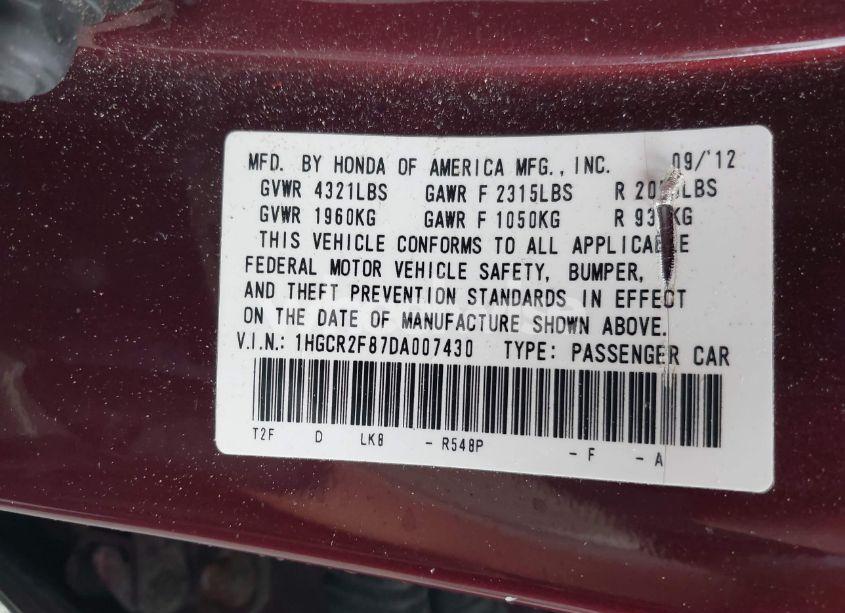 MFD. BY HONDA OF AMERICA MFG., INC. 09/'12
GVWR 4321LBS GAWR F 2315LBS R
GVWR 1960KG GAWR F 1050KG R
THIS VEHICLE CONFORMS TO ALL APPLICABLE
FEDERAL MOTOR VEHICLE SAFETY, BUMPER,
AND THEFT PREVENTION STANDARDS IN EFFECT
ON THE DATE OF MANUFACTURE SHOWN ABOVE.
V.I.N.: 1HGCR2F87DA007430 TYPE: PASSENGER CAR
T2F D LK8 - R548P - F - A